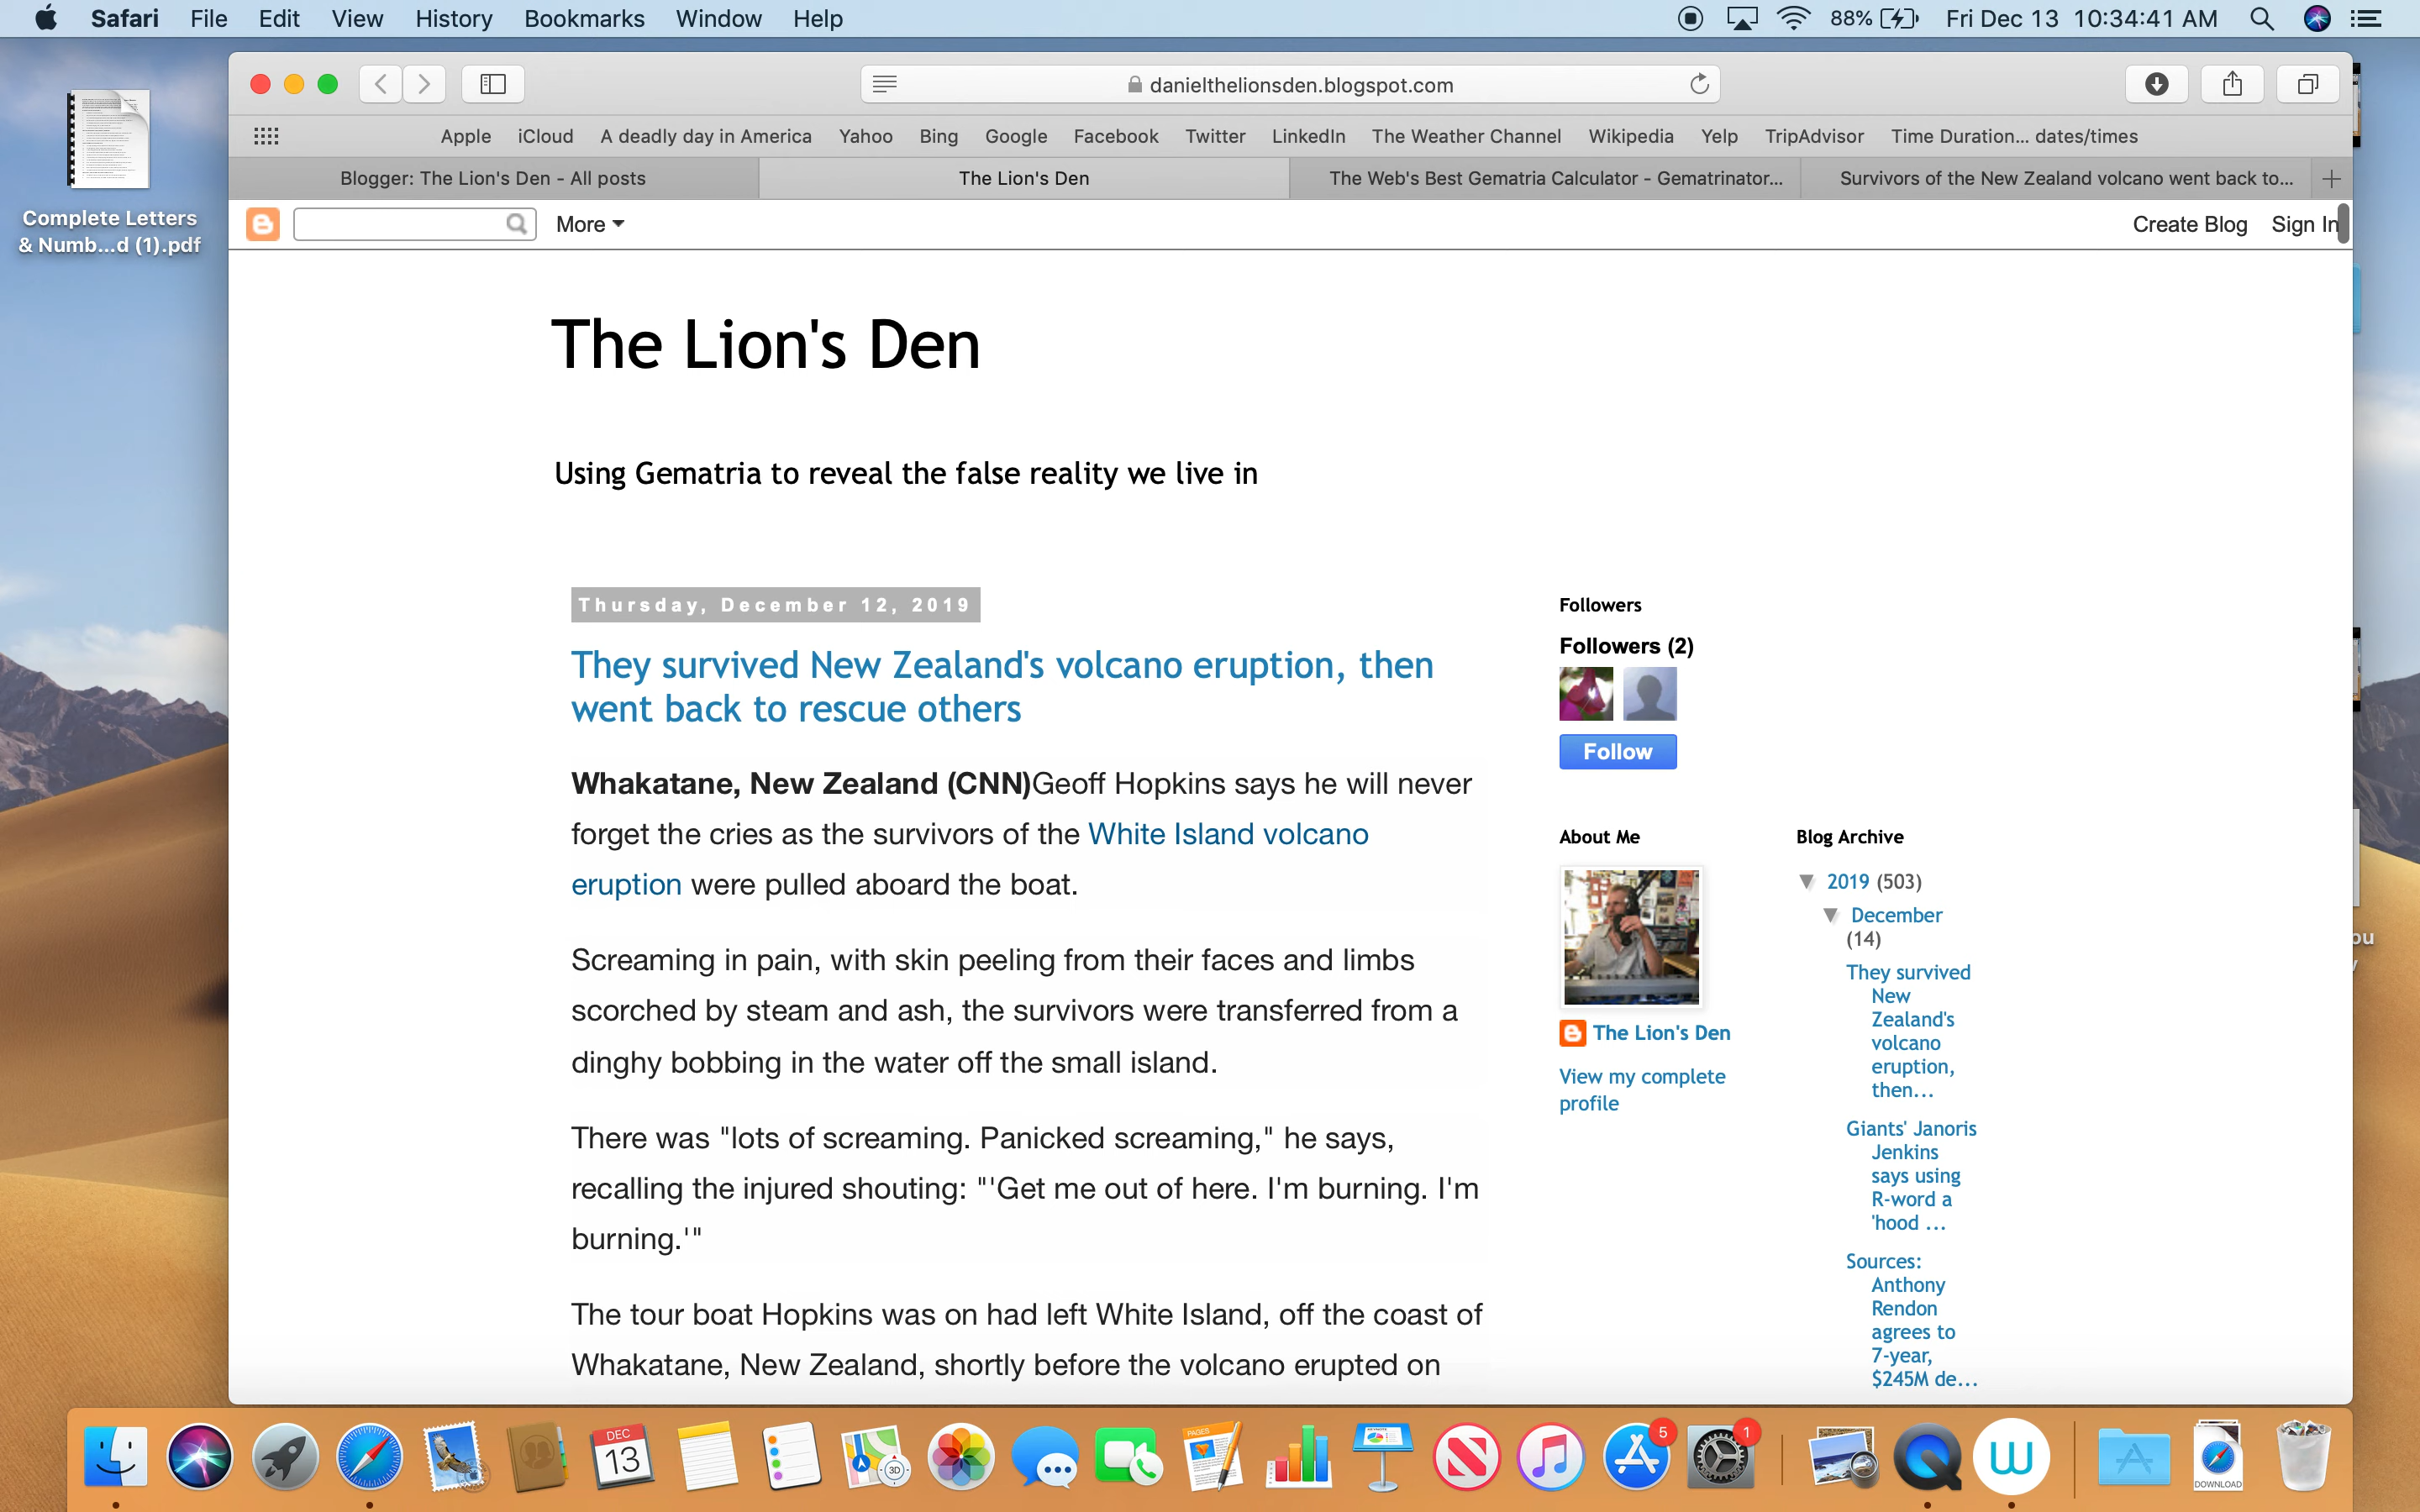 Safari File Edit View History Bookmarks Window Help
88% Fri Dec 13 10:34:41 AM
Complete Letters
& Numb...d (1).pdf
danielthelionsden.blogspot.com
Apple iCloud A deadly day in America Yahoo Bing Google Facebook Twitter LinkedIn The Weather Channel Wikipedia Yelp TripAdvisor Time Duration... dates/times
Blogger: The Lion's Den - All posts
The Lion's Den
The Web's Best Gematria Calculator - Gematrinator...
Survivors of the New Zealand volcano went back to...
More
Create Blog Sign In
The Lion's Den
Using Gematria to reveal the false reality we live in
Thursday, December 12, 2019
They survived New Zealand's volcano eruption, then
went back to rescue others
Whakatane, New Zealand (CNN)Geoff Hopkins says he will never
forget the cries as the survivors of the White Island volcano
eruption were pulled aboard the boat.
Screaming in pain, with skin peeling from their faces and limbs
scorched by steam and ash, the survivors were transferred from a
dinghy bobbing in the water off the small island.
There was "lots of screaming. Panicked screaming," he says,
recalling the injured shouting: "'Get me out of here. I'm burning. I'm
burning.'"
The tour boat Hopkins was on had left White Island, off the coast of
Whakatane, New Zealand, shortly before the volcano erupted on
Followers
Followers (2)
Follow
About Me
The Lion's Den
View my complete
profile
Blog Archive
▼ 2019 (503)
▼ December
(14)
They survived
New
Zealand's
volcano
eruption,
then...
Giants' Janoris
Jenkins
says using
R-word a
'hood ...
Sources:
Anthony
Rendon
agrees to
7-year,
$245M de...
ou
DEC
13
3D
PAGES
5
1
DOWNLOAD